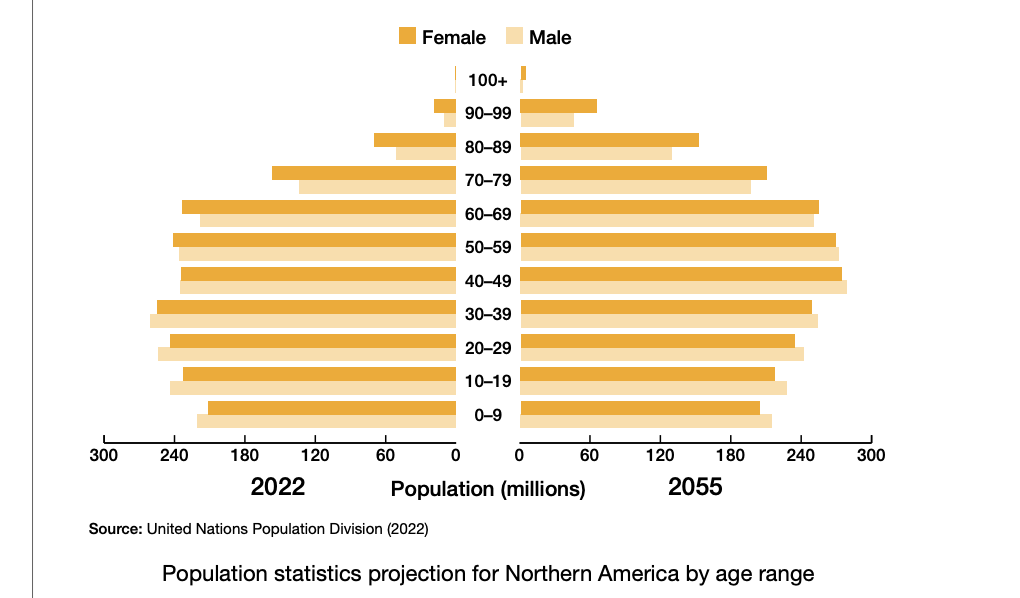 Female Male
100+
90–99
80–89
70–79
60–69
50–59
40–49
30–39
20–29
10–19
0–9
300 240 180 120 60 0 0 60 120 180 240 300
2022 Population (millions) 2055
Source: United Nations Population Division (2022)
Population statistics projection for Northern America by age range